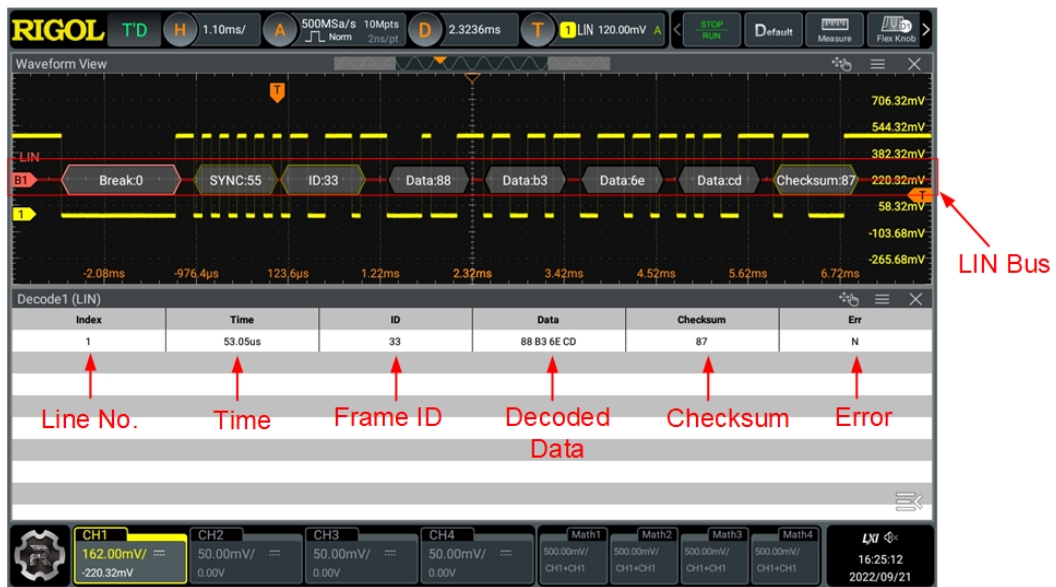 RIGOL T'D H 1.10ms/ A 500MSa/s 10Mpts Norm 2ns/pt D 2.3236ms T 1 LIN 120.00mV A < STOP RUN Default Measure Flex Knob >
Waveform View
T
706.32mV
544.32mV
LIN
382.32mV
B1 Break:0 SYNC:55 ID:33 Data:88 Data:b3 Data:6e Data:cd Checksum:87 220.32mV
T
1 58.32mV
-103.68mV
LIN Bus
-265.68mV
-2.08ms -976.4µs 123.6µs 1.22ms 2.32ms 3.42ms 4.52ms 5.62ms 6.72ms
Decode1 (LIN)
Index Time ID Data Checksum Err
1 53.05us 33 88 B3 6E CD 87 N
Line No. Time Frame ID Decoded Data Checksum Error
CH1 CH2 CH3 CH4 Math1 Math2 Math3 Math4 LXI
162.00mV/ 50.00mV/ 50.00mV/ 50.00mV/ 500.00mV/ 500.00mV/ 500.00mV/ 500.00mV/ 16:25:12
-220.32mV 0.00V 0.00V 0.00V CH1+CH1 CH1+CH1 CH1+CH1 CH1+CH1 2022/09/21